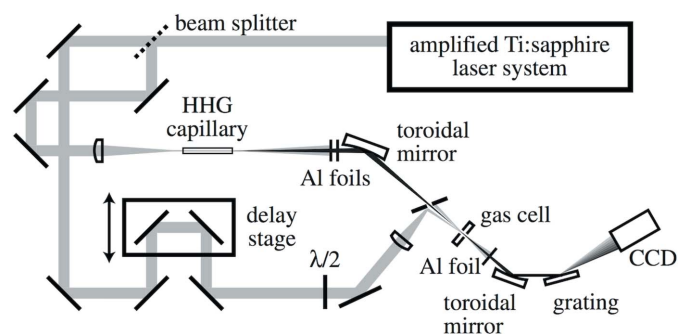 beam splitter
amplified Ti:sapphire
laser system
HHG
capillary
toroidal
mirror
Al foils
delay
stage
gas cell
λ/2
Al foil
CCD
toroidal
mirror
grating